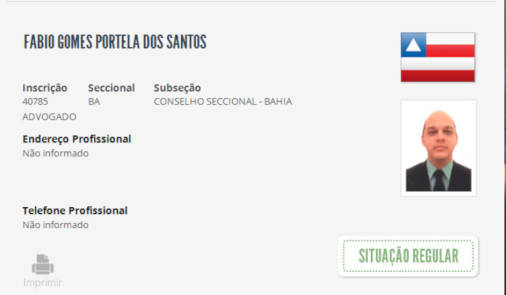 FABIO GOMES PORTELA DOS SANTOS
Inscrição Seccional Subseção
40785 BA CONSELHO SECCIONAL - BAHIA
ADVOGADO
Endereço Profissional
Não informado
Telefone Profissional
Não informado
SITUAÇÃO REGULAR
Imprimir